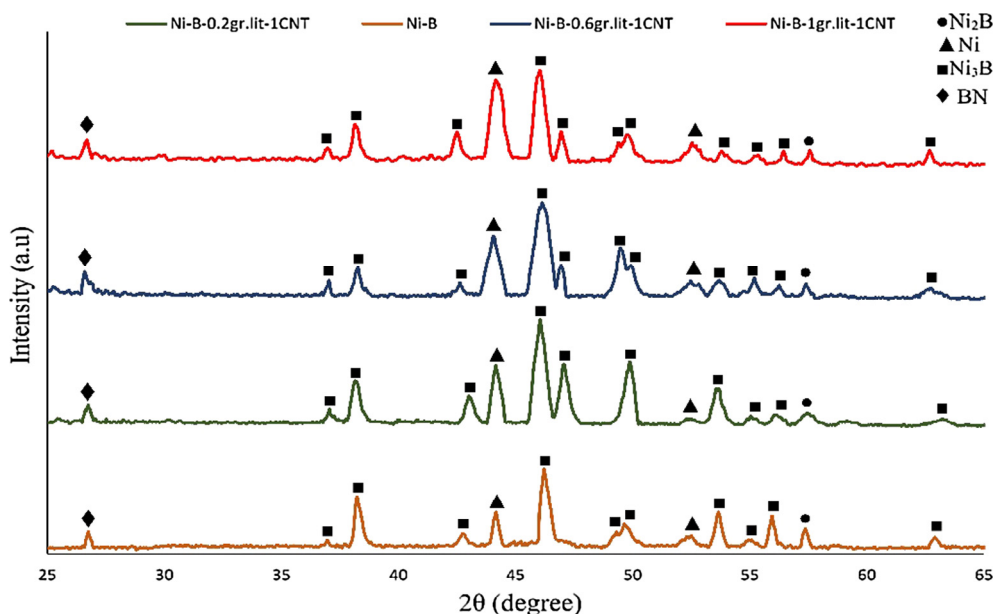 Ni-B-0.2gr.lit-1CNT Ni-B Ni-B-0.6gr.lit-1CNT Ni-B-1gr.lit-1CNT
Ni₂B
Ni
Ni₃B
BN
Intensity (a.u)
25 30 35 40 45 50 55 60 65
2θ (degree)